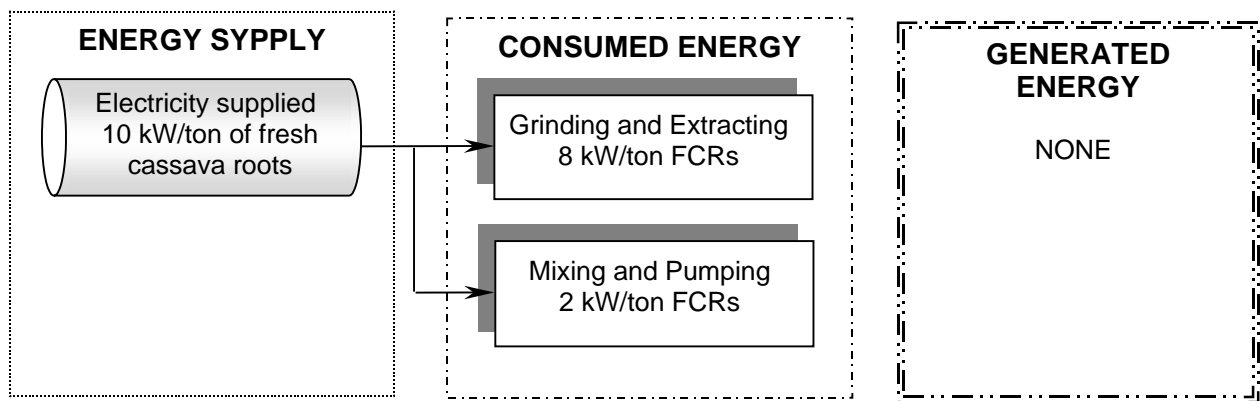 ENERGY SYPPLY
Electricity supplied
10 kW/ton of fresh
cassava roots
CONSUMED ENERGY
Grinding and Extracting
8 kW/ton FCRs
Mixing and Pumping
2 kW/ton FCRs
GENERATED
ENERGY
NONE